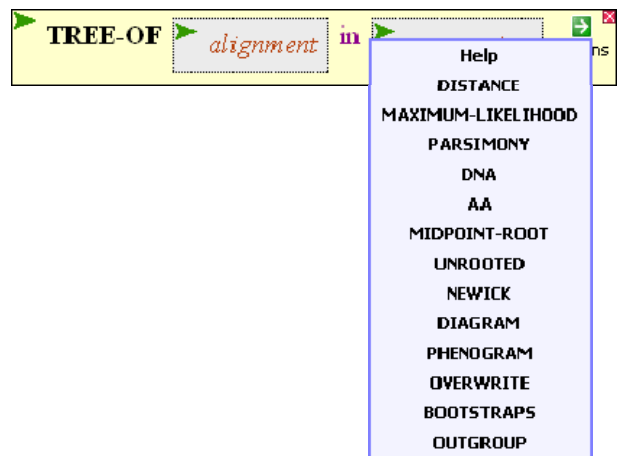 TREE-OF alignment in
ns
Help
DISTANCE
MAXIMUM-LIKELIHOOD
PARSIMONY
DNA
AA
MIDPOINT-ROOT
UNROOTED
NEWICK
DIAGRAM
PHENOGRAM
OVERWRITE
BOOTSTRAPS
OUTGROUP